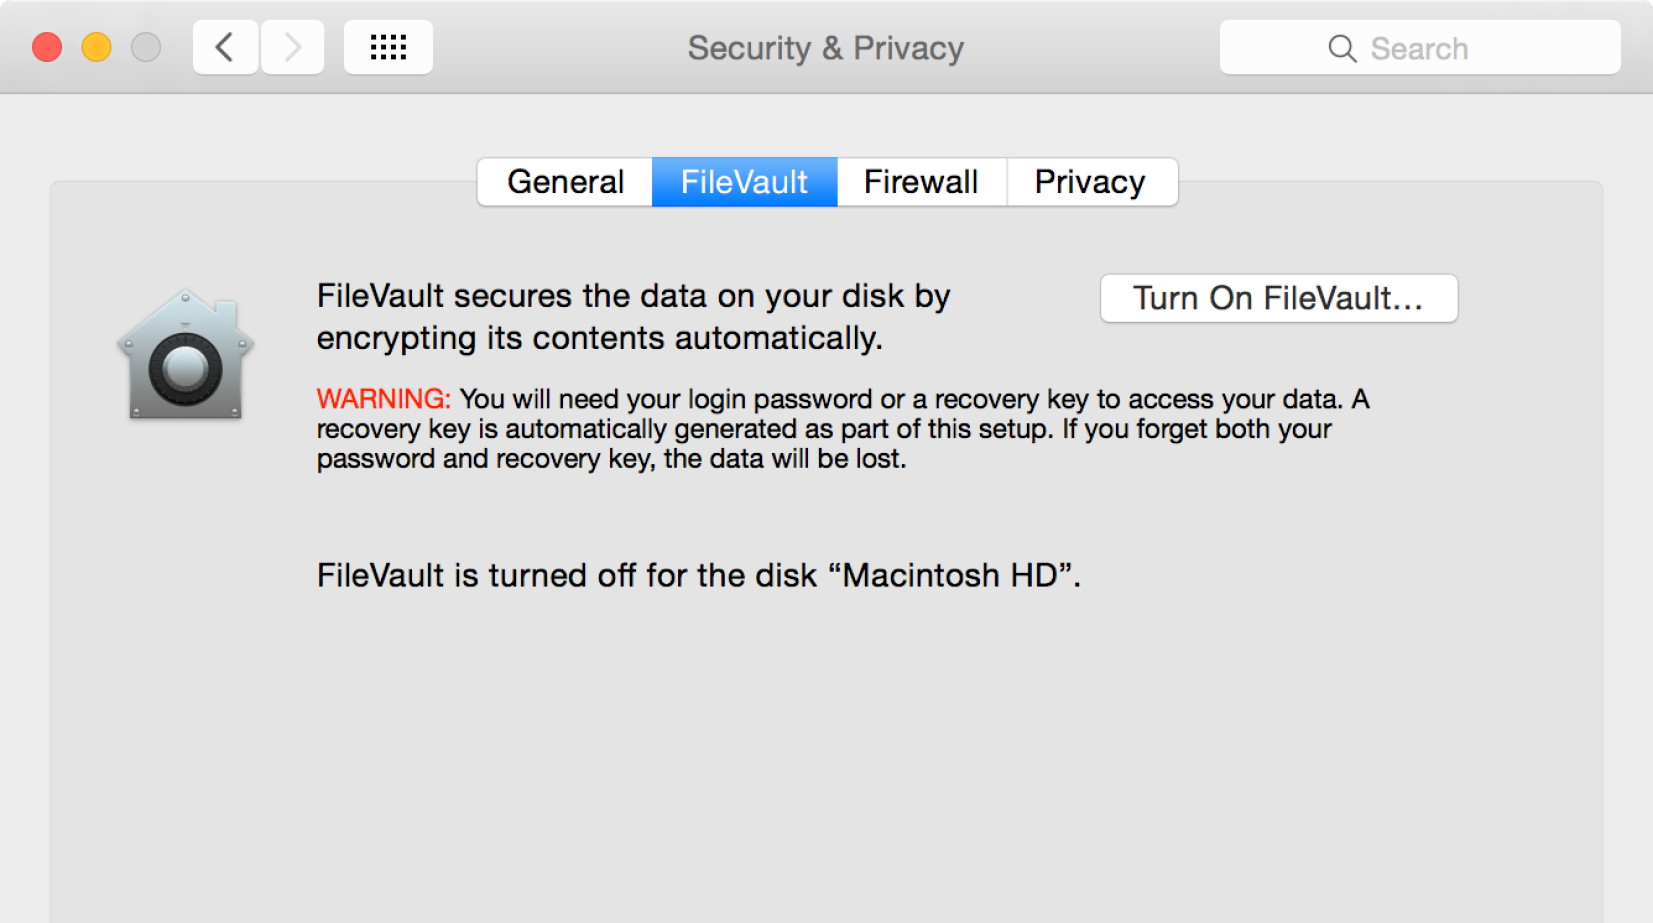 Security & Privacy
Search
General
FileVault
Firewall
Privacy
FileVault secures the data on your disk by
encrypting its contents automatically.
Turn On FileVault...
WARNING: You will need your login password or a recovery key to access your data. A
recovery key is automatically generated as part of this setup. If you forget both your
password and recovery key, the data will be lost.
FileVault is turned off for the disk “Macintosh HD”.